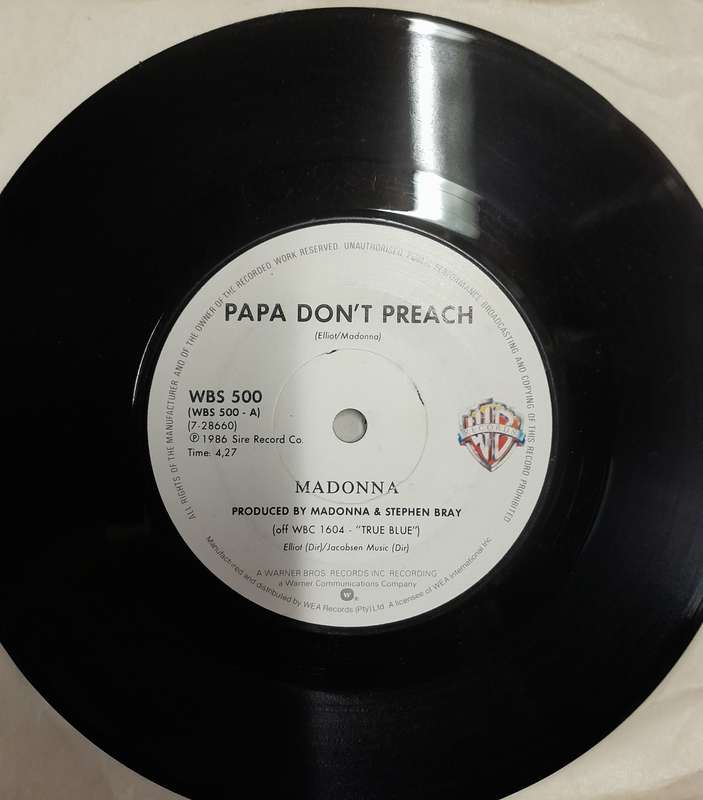 ALL RIGHTS OF THE MANUFACTURER AND OF THE OWNER OF THE RECORDED WORK RESERVED. UNAUTHORISED PUBLIC PERFORMANCE BROADCASTING AND COPYING OF THIS RECORD PROHIBITED
PAPA DON'T PREACH
(Elliot/Madonna)
WBS 500
(WBS 500 - A)
(7-28660)
℗ 1986 Sire Record Co.
Time: 4,27
WB
RECORDS
MADONNA
PRODUCED BY MADONNA & STEPHEN BRAY
(off WBC 1604 - "TRUE BLUE")
Elliot (Dir)/Jacobsen Music (Dir)
A WARNER BROS. RECORDS INC. RECORDING
a Warner Communications Company
W ®
Manufactured and distributed by WEA Records (Pty) Ltd. A licensee of WEA International Inc